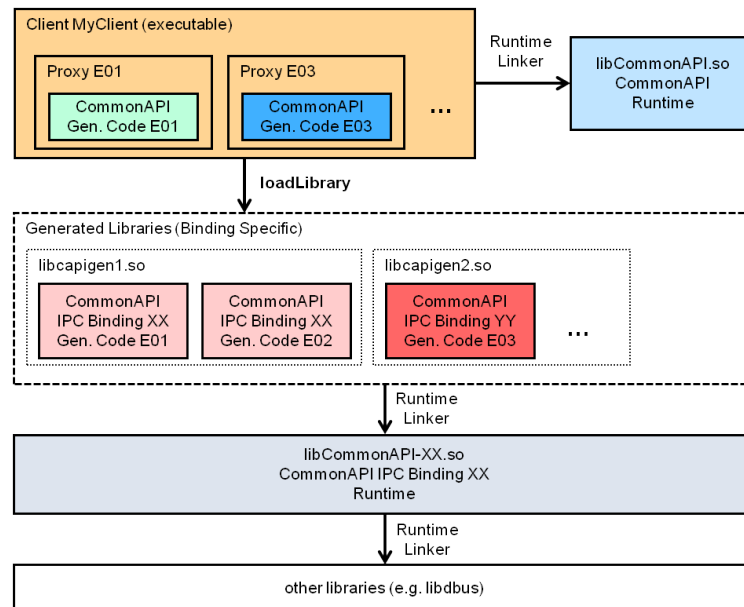 Client MyClient (executable)
Proxy E01
CommonAPI
Gen. Code E01
Proxy E03
CommonAPI
Gen. Code E03
...
Runtime
Linker
libCommonAPI.so
CommonAPI
Runtime
loadLibrary
Generated Libraries (Binding Specific)
libcapigen1.so
CommonAPI
IPC Binding XX
Gen. Code E01
CommonAPI
IPC Binding XX
Gen. Code E02
libcapigen2.so
CommonAPI
IPC Binding YY
Gen. Code E03
...
Runtime
Linker
libCommonAPI-XX.so
CommonAPI IPC Binding XX
Runtime
Runtime
Linker
other libraries (e.g. libdbus)